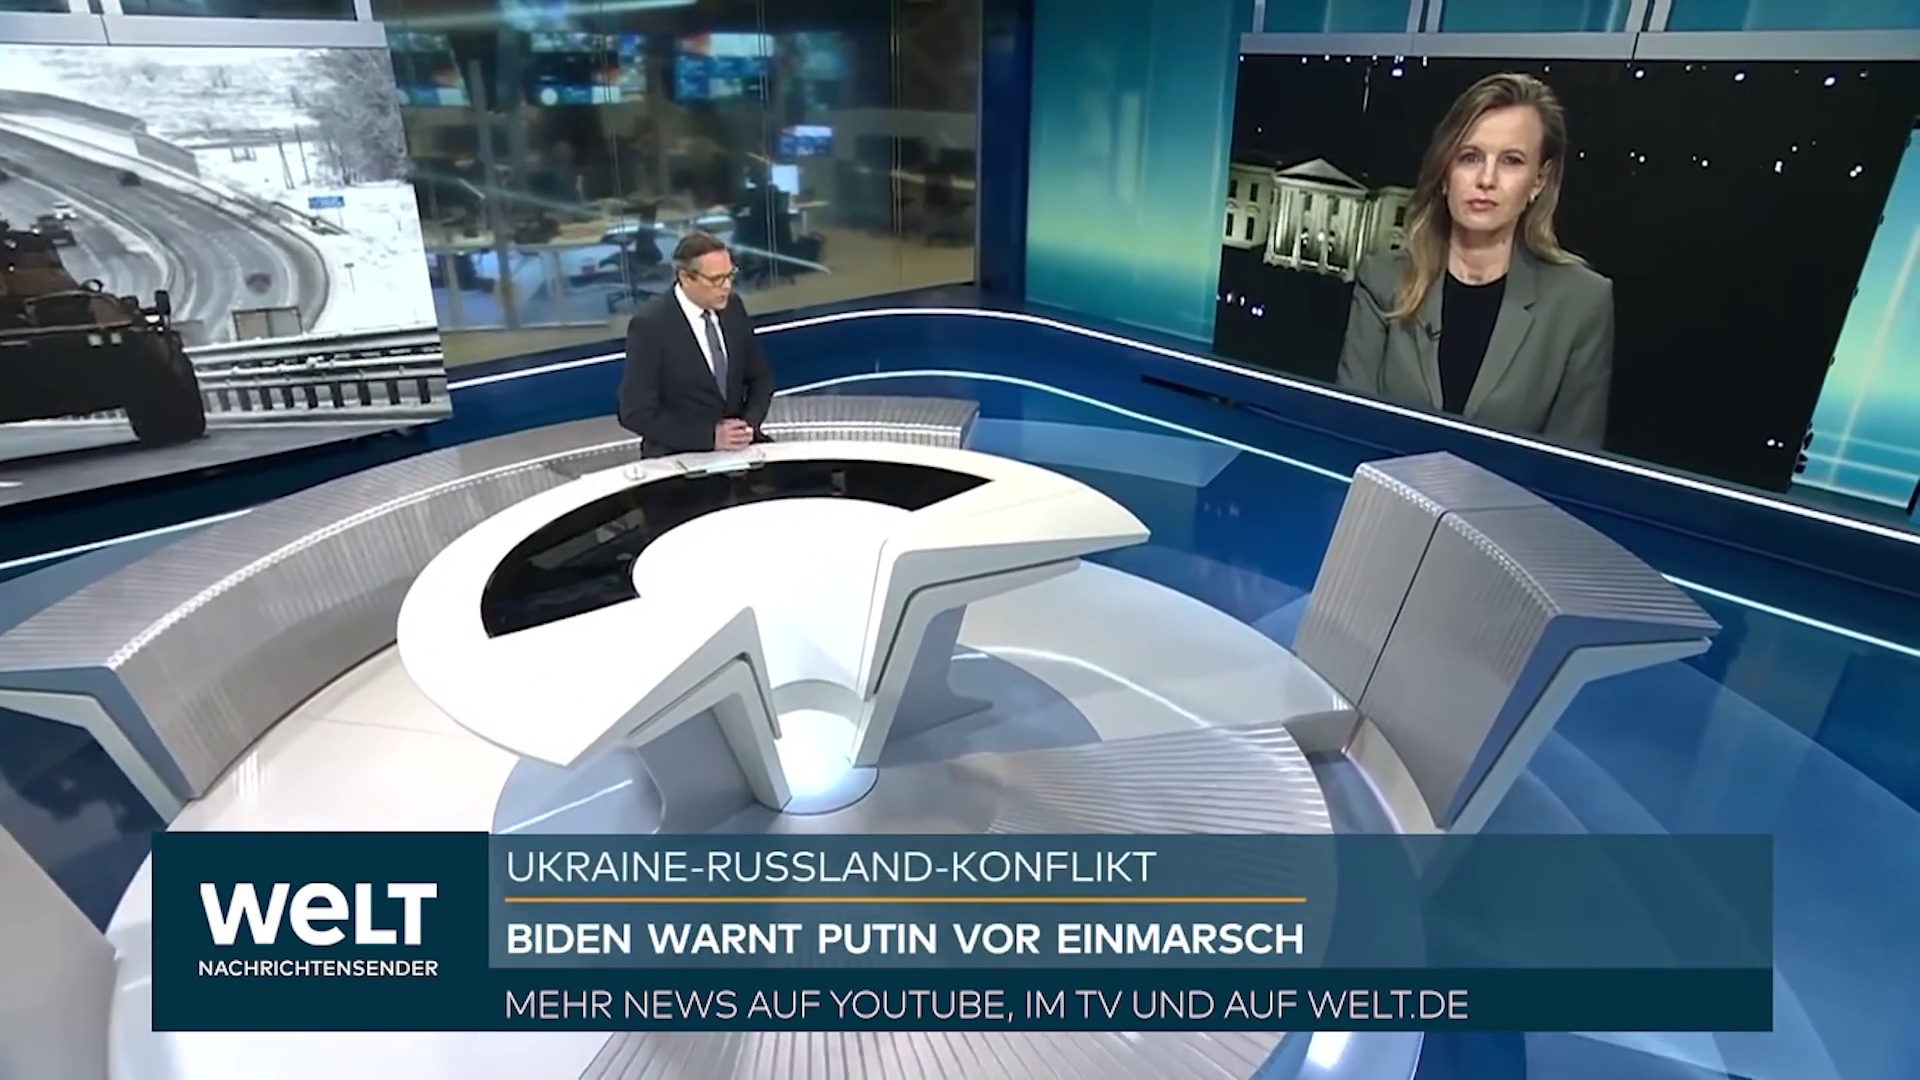 UKRAINE-RUSSLAND-KONFLIKT
BIDEN WARNT PUTIN VOR EINMARSCH
WELT
NACHRICHTENSENDER
MEHR NEWS AUF YOUTUBE, IM TV UND AUF WELT.DE